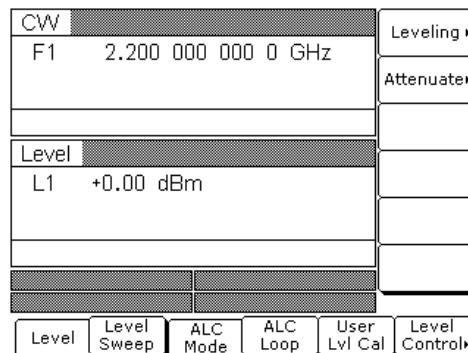 CW
F1 2.200 000 000 0 GHz
Level
L1 +0.00 dBm
Leveling
Attenuate
Level
Level Sweep
ALC Mode
ALC Loop
User Lvl Cal
Level Control